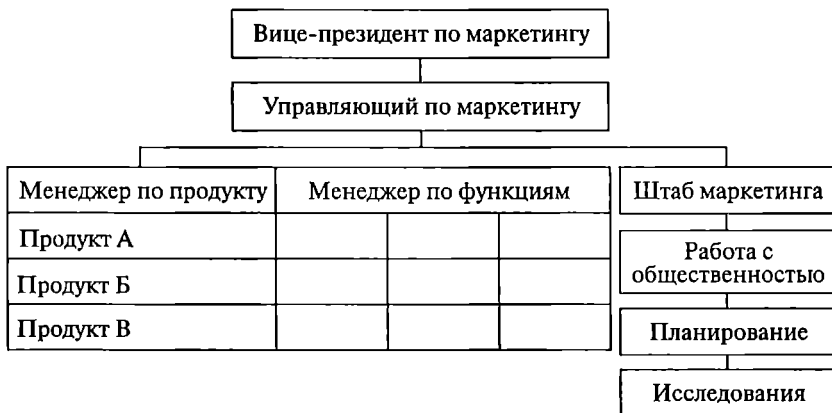 Вице-президент по маркетингу
Управляющий по маркетингу
Менеджер по продукту
Менеджер по функциям
Штаб маркетинга
Продукт А
Продукт Б
Продукт В
Работа с
общественностью
Планирование
Исследования